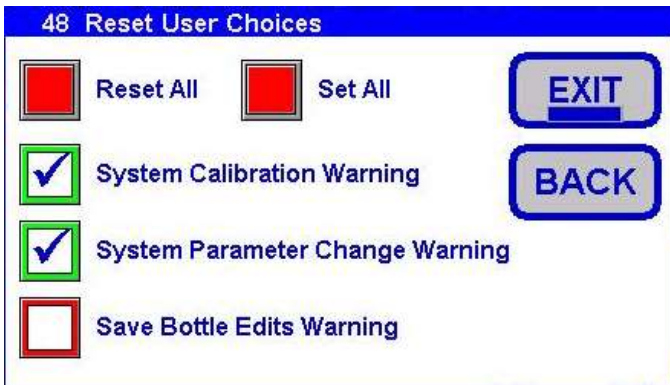 48 Reset User Choices
Reset All
Set All
EXIT
System Calibration Warning
BACK
System Parameter Change Warning
Save Bottle Edits Warning